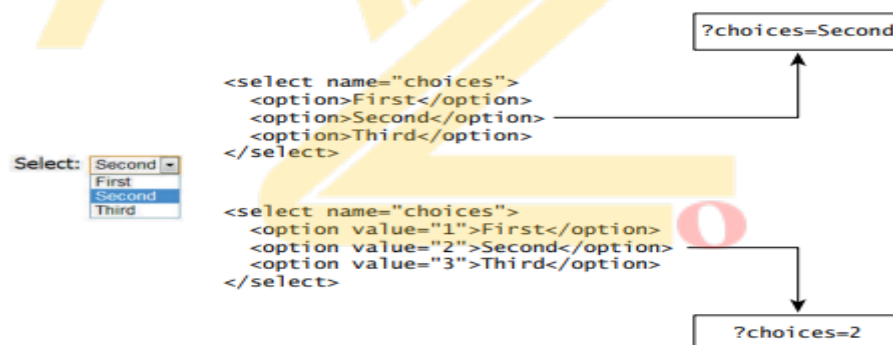 ?choices=Second
<select name="choices">
<option>First</option>
<option>Second</option>
<option>Third</option>
</select>
Select: Second
First
Second
Third
<select name="choices">
<option value="1">First</option>
<option value="2">Second</option>
<option value="3">Third</option>
</select>
?choices=2